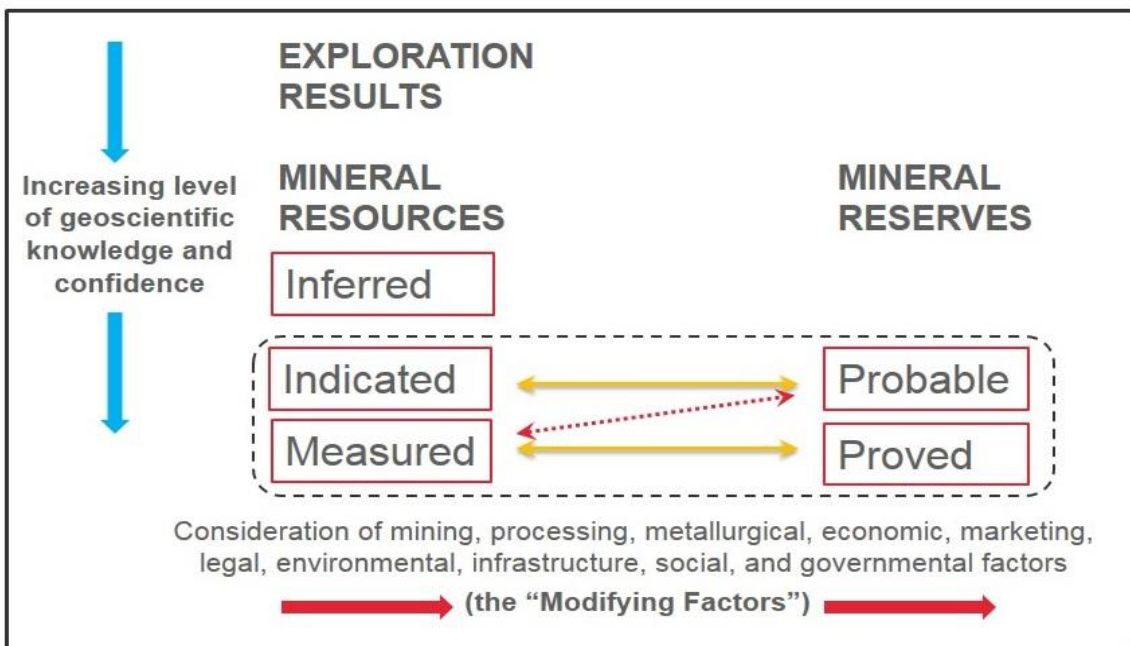 EXPLORATION
RESULTS
Increasing level
of geoscientific
knowledge and
confidence
MINERAL
RESOURCES
MINERAL
RESERVES
Inferred
Indicated
Probable
Measured
Proved
Consideration of mining, processing, metallurgical, economic, marketing,
legal, environmental, infrastructure, social, and governmental factors
(the “Modifying Factors”)